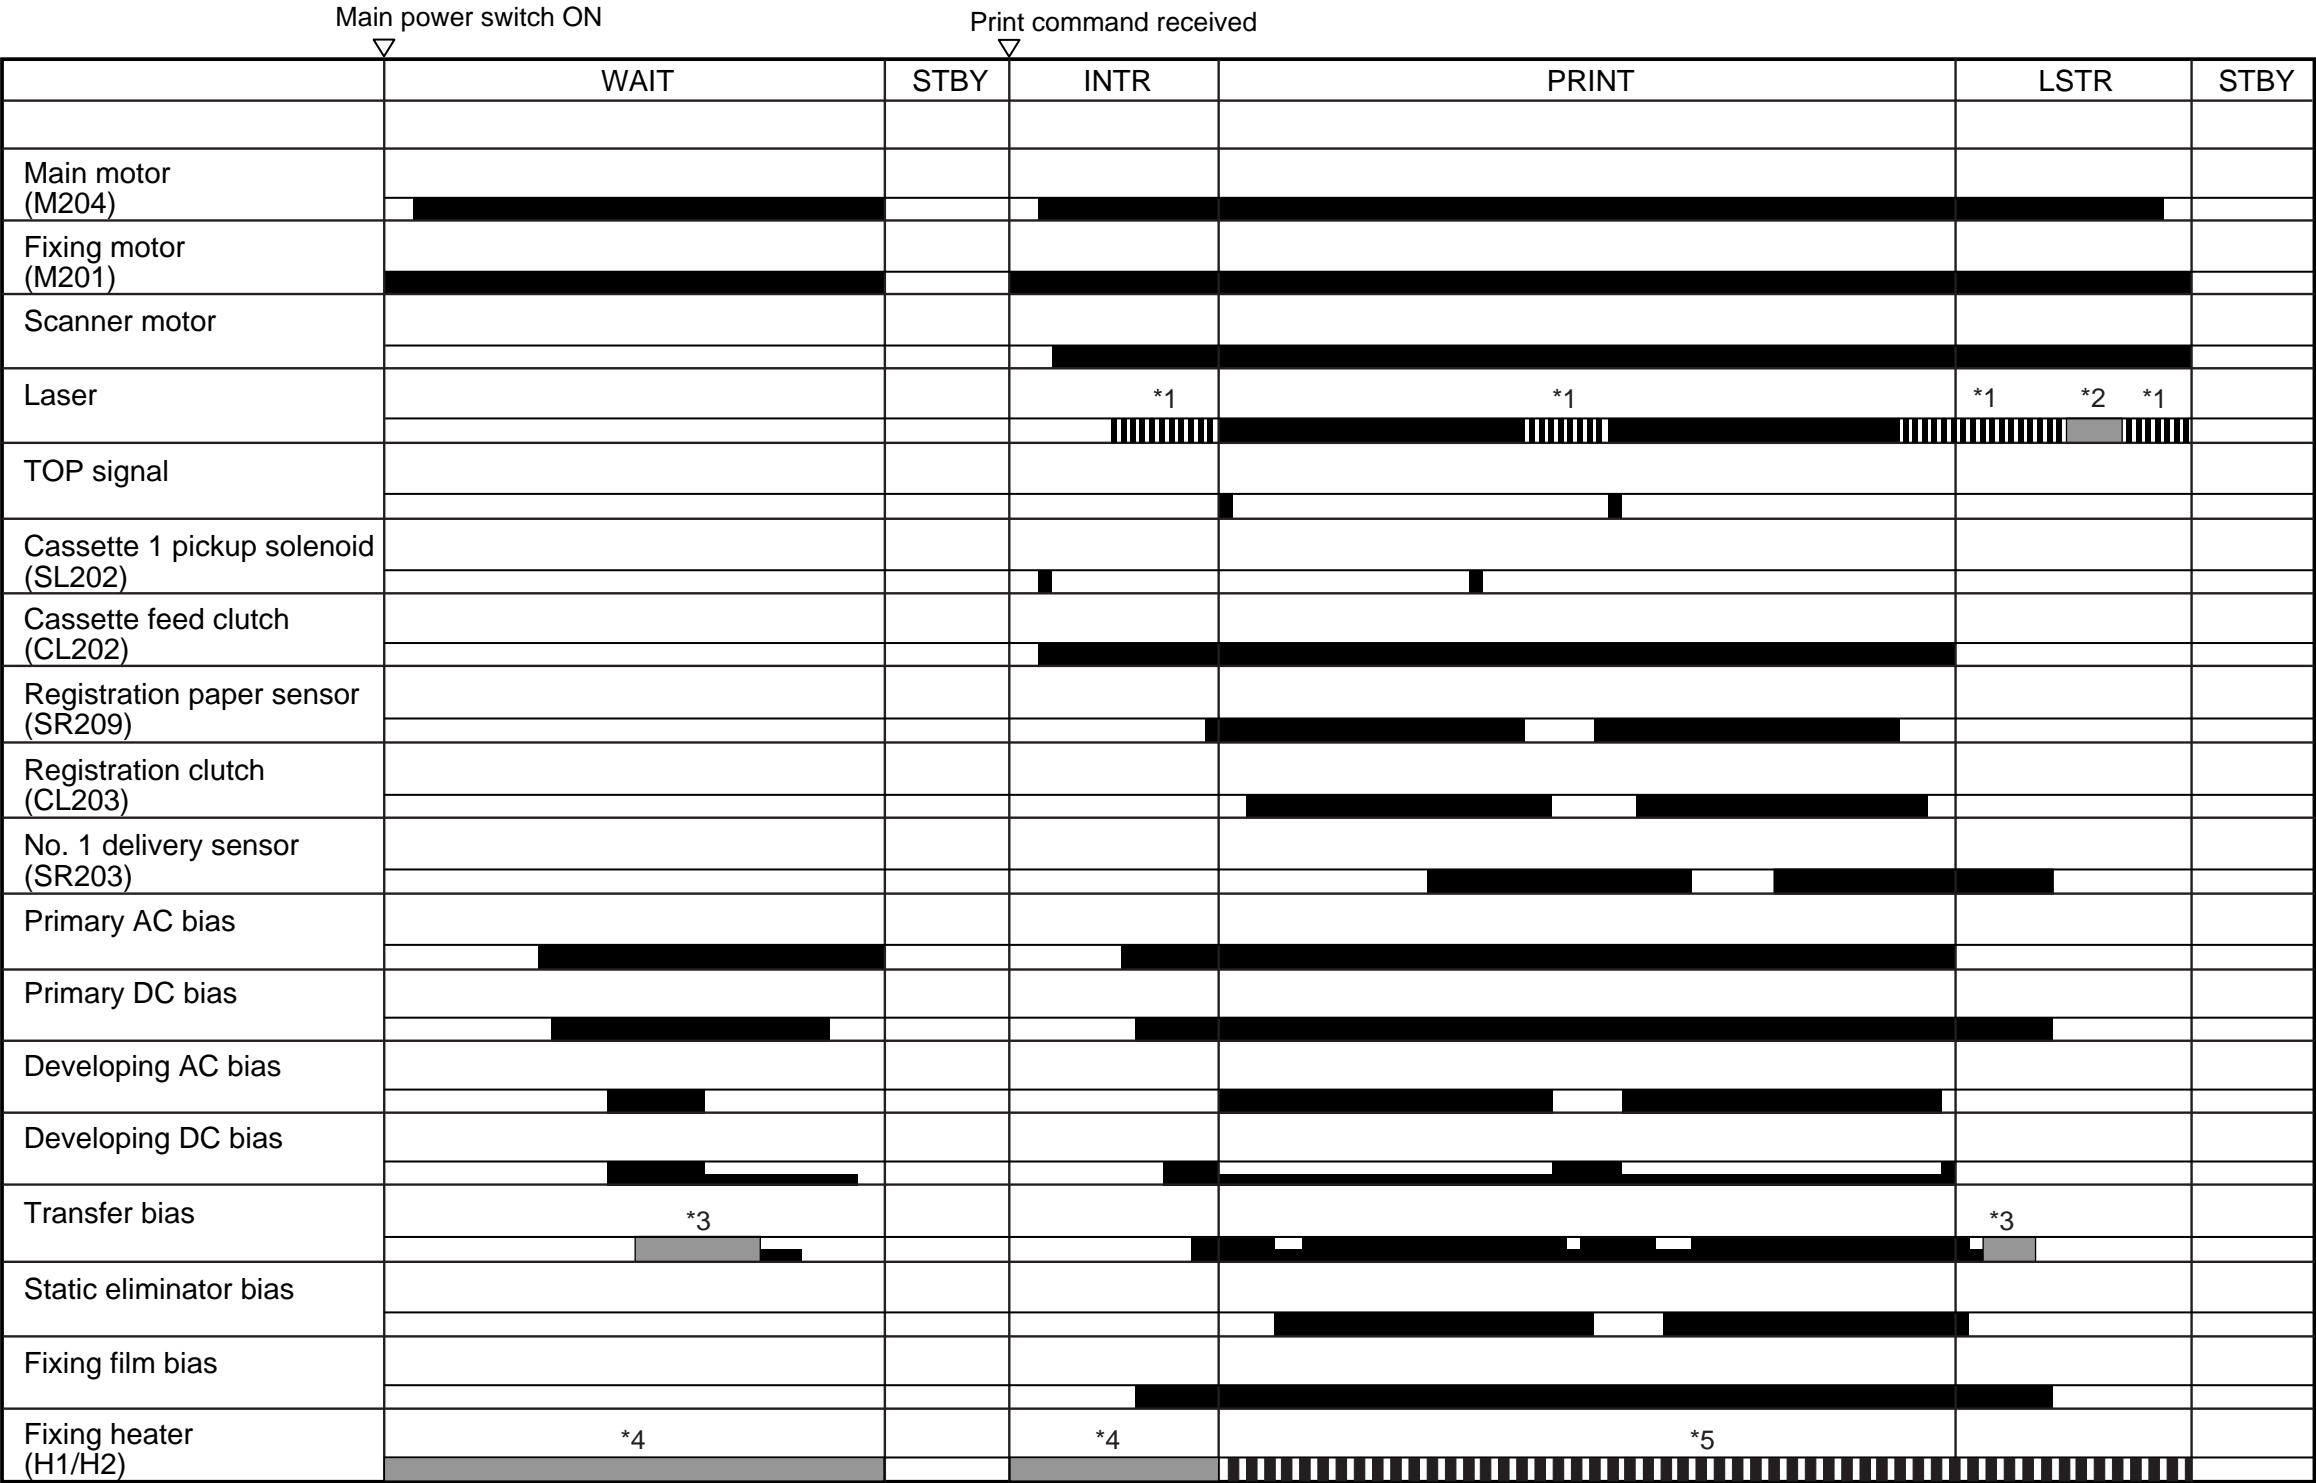 Main power switch ON
Print command received
WAIT STBY INTR PRINT LSTR STBY
Main motor
(M204)
Fixing motor
(M201)
Scanner motor
Laser
*1 *1 *1 *2 *1
TOP signal
Cassette 1 pickup solenoid
(SL202)
Cassette feed clutch
(CL202)
Registration paper sensor
(SR209)
Registration clutch
(CL203)
No. 1 delivery sensor
(SR203)
Primary AC bias
Primary DC bias
Developing AC bias
Developing DC bias
Transfer bias
*3 *3
Static eliminator bias
Fixing film bias
Fixing heater
*4 *4 *5
(H1/H2)